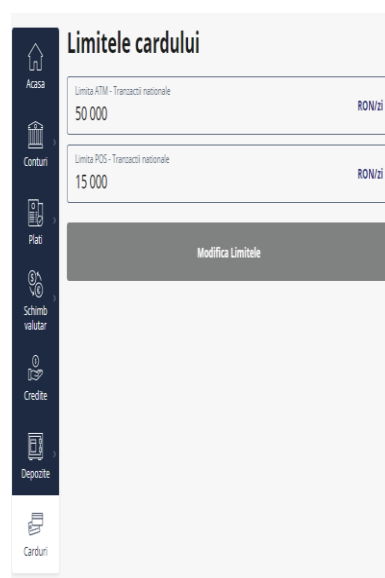 Limitele cardului
Acasa
Limita ATM - Tranzactii nationale
50 000
RON/zi
Conturi
Limita POS - Tranzactii nationale
15 000
RON/zi
Plati
Modifica Limitele
Schimb
valutar
Credite
Depozite
Carduri